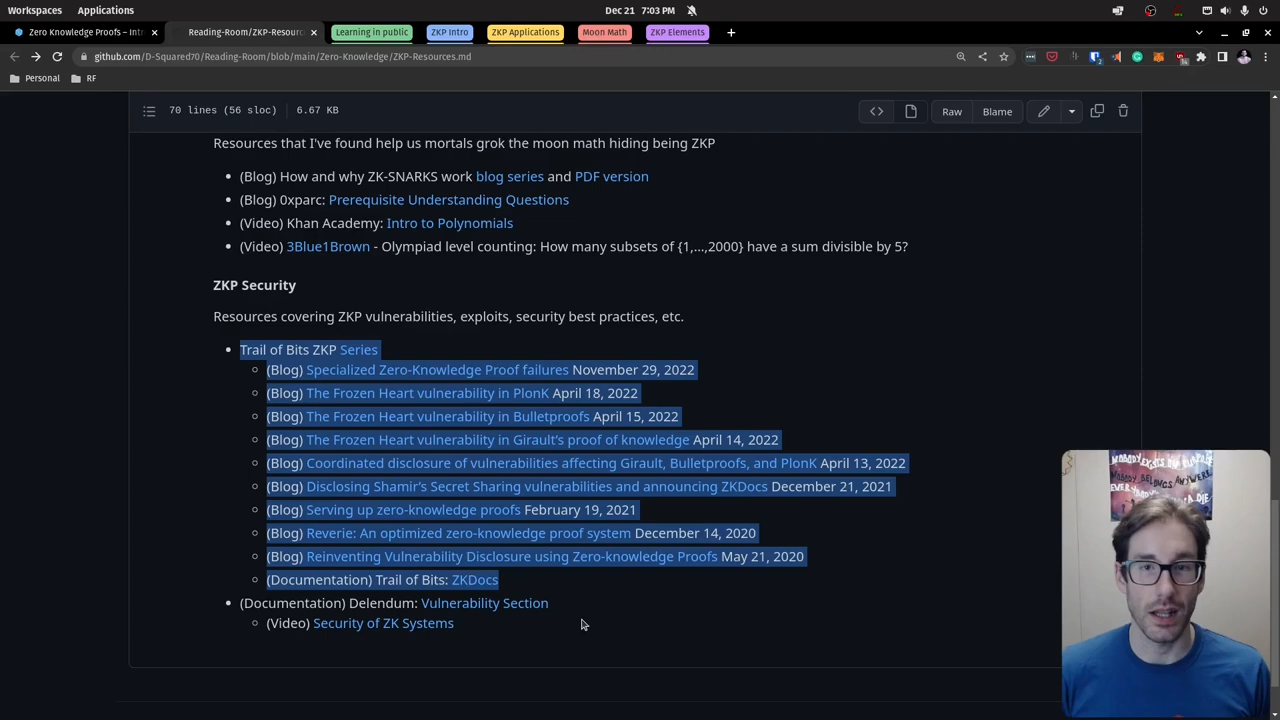 Workspaces Applications Dec 21 7:03 PM
Zero Knowledge Proofs – Int Reading-Room/ZKP-Resourc Learning in public ZKP Intro ZKP Applications Moon Math ZKP Elements
github.com/D-Squared70/Reading-Room/blob/main/Zero-Knowledge/ZKP-Resources.md
Personal RF
70 lines (56 sloc) 6.67 KB Raw Blame
Resources that I've found help us mortals grok the moon math hiding being ZKP
(Blog) How and why ZK-SNARKS work blog series and PDF version
(Blog) 0xparc: Prerequisite Understanding Questions
(Video) Khan Academy: Intro to Polynomials
(Video) 3Blue1Brown - Olympiad level counting: How many subsets of {1,…,2000} have a sum divisible by 5?
ZKP Security
Resources covering ZKP vulnerabilities, exploits, security best practices, etc.
Trail of Bits ZKP Series
(Blog) Specialized Zero-Knowledge Proof failures November 29, 2022
(Blog) The Frozen Heart vulnerability in PlonK April 18, 2022
(Blog) The Frozen Heart vulnerability in Bulletproofs April 15, 2022
(Blog) The Frozen Heart vulnerability in Girault's proof of knowledge April 14, 2022
(Blog) Coordinated disclosure of vulnerabilities affecting Girault, Bulletproofs, and PlonK April 13, 2022
(Blog) Disclosing Shamir's Secret Sharing vulnerabilities and announcing ZKDocs December 21, 2021
(Blog) Serving up zero-knowledge proofs February 19, 2021
(Blog) Reverie: An optimized zero-knowledge proof system December 14, 2020
(Blog) Reinventing Vulnerability Disclosure using Zero-knowledge Proofs May 21, 2020
(Documentation) Trail of Bits: ZKDocs
(Documentation) Delendum: Vulnerability Section
(Video) Security of ZK Systems